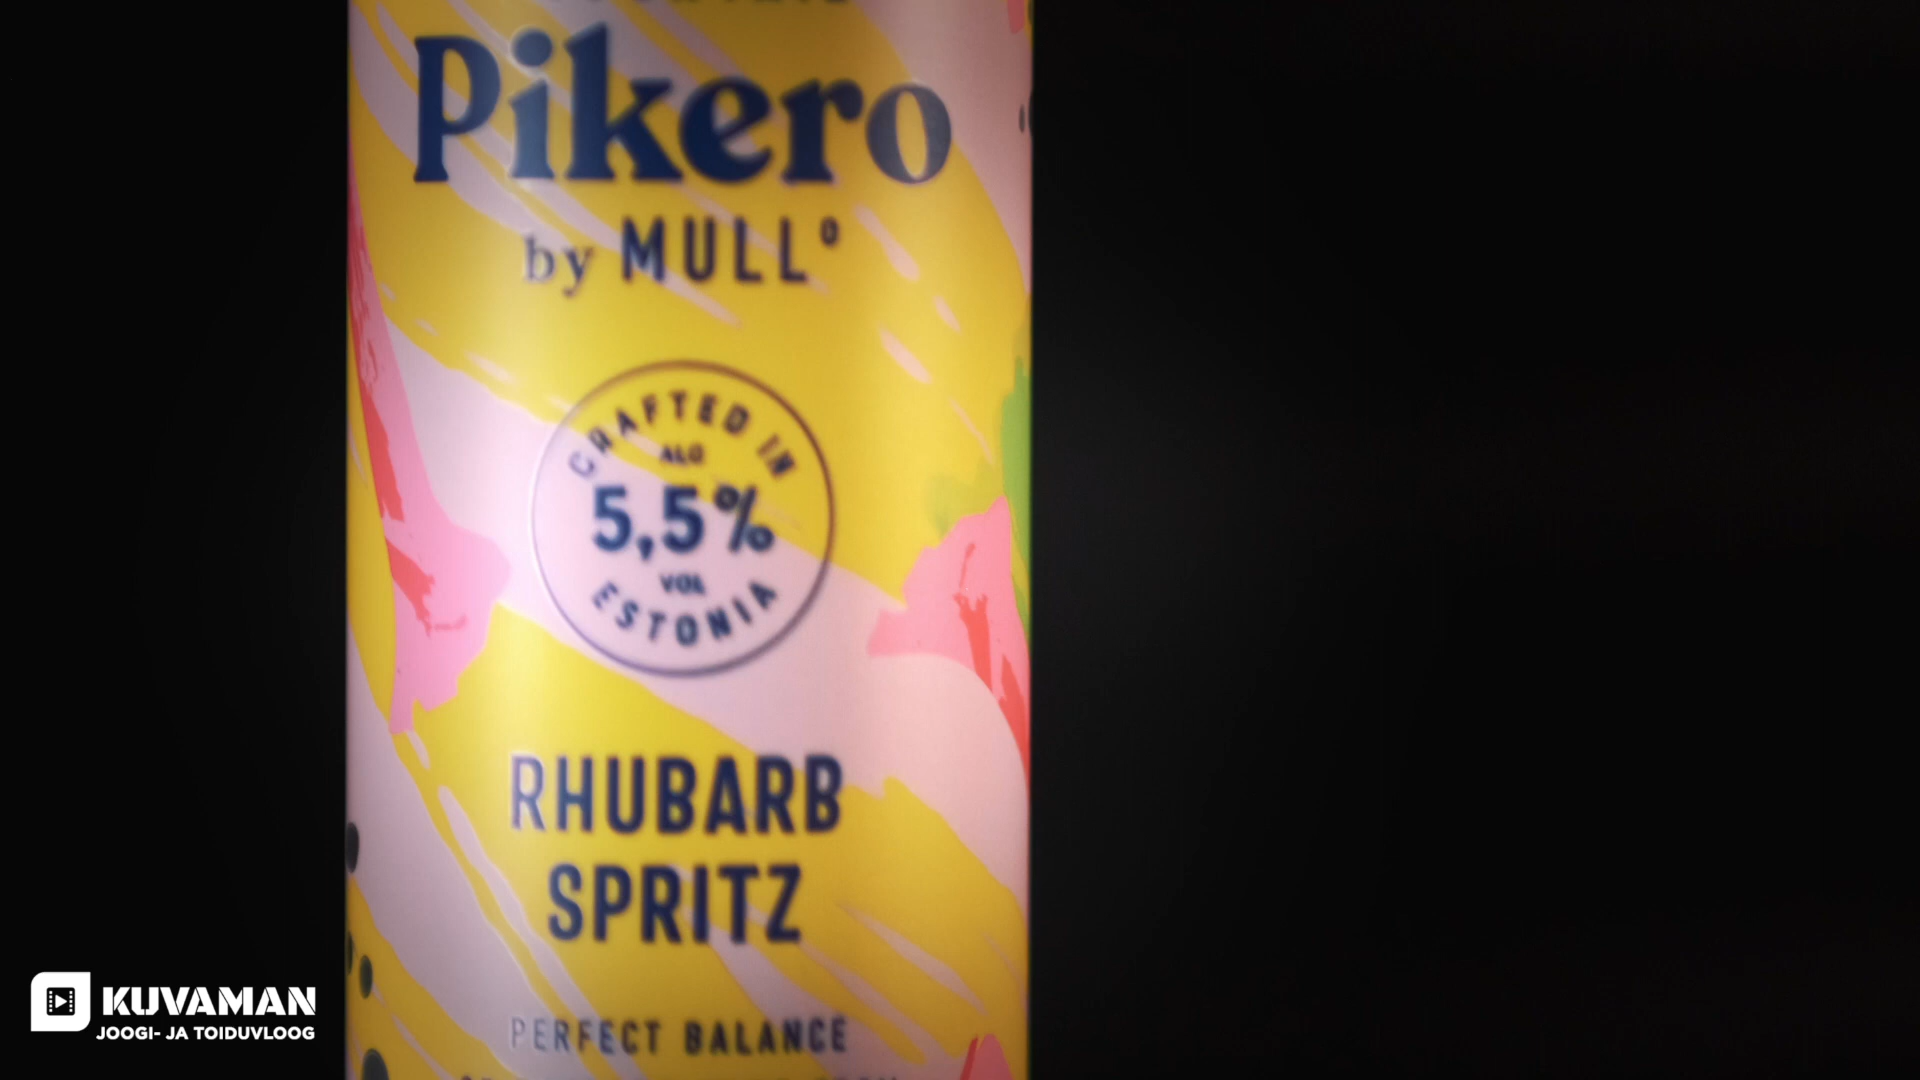 Pikero
by MULL°
CRAFTED IN
ALC
5,5%
VOL
ESTONIA
RHUBARB
SPRITZ
PERFECT BALANCE
KUVAMAN
JOOGI- JA TOIDUVLOOG